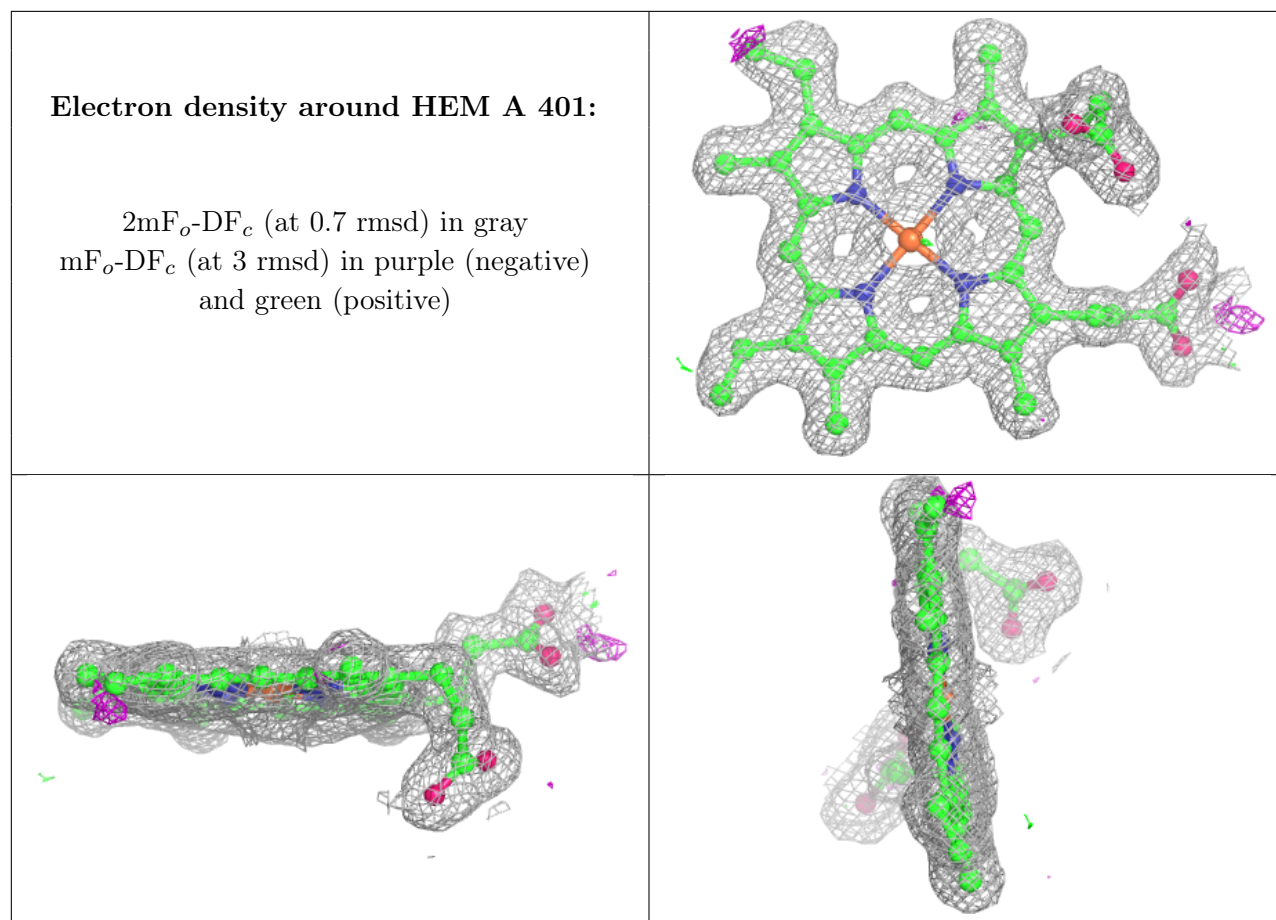 Electron density around HEM A 401:
2mFₒ-DF𝒸 (at 0.7 rmsd) in gray
mFₒ-DF𝒸 (at 3 rmsd) in purple (negative)
and green (positive)